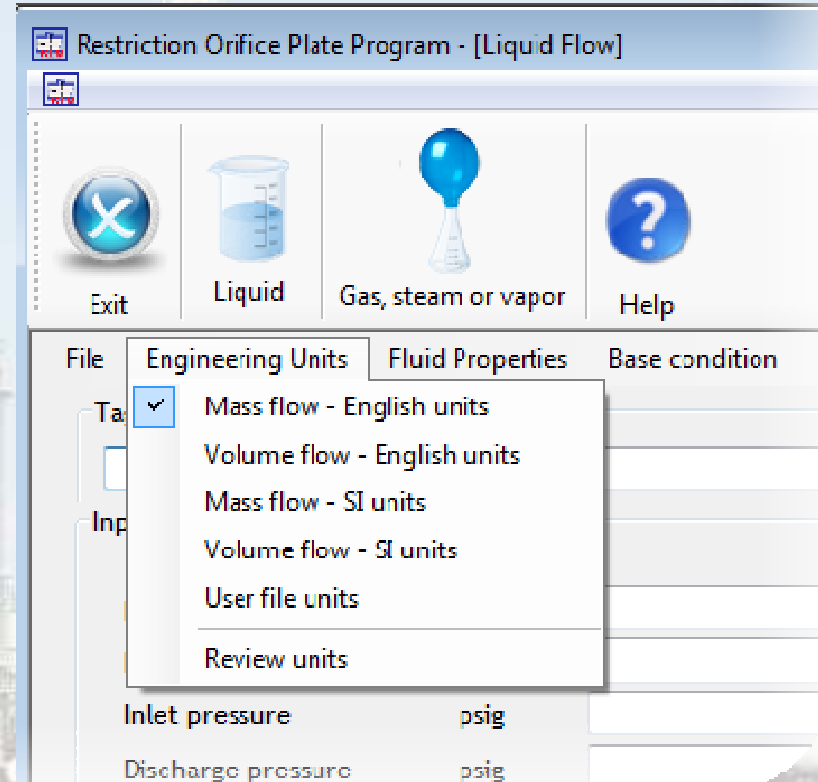 Restriction Orifice Plate Program - [Liquid Flow]
Exit
Liquid
Gas, steam or vapor
Help
File Engineering Units Fluid Properties Base condition
Ta
Mass flow - English units
Volume flow - English units
Mass flow - SI units
Inp
Volume flow - SI units
User file units
Review units
Inlet pressure psig
Discharge pressure psig